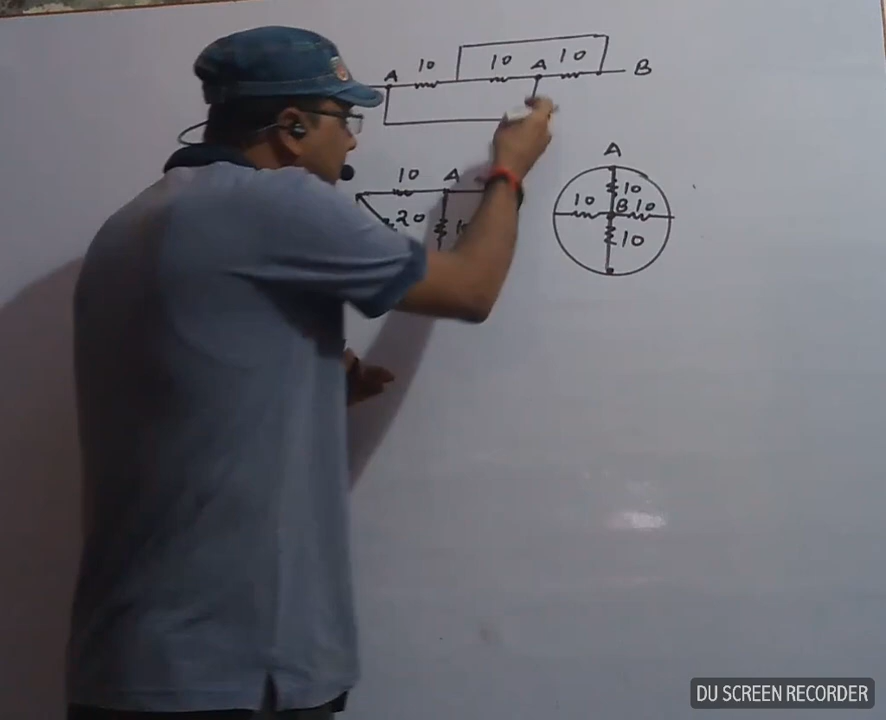 A 10 10 A 10 B
10 A
20
A
10
10 B 10
10
DU SCREEN RECORDER